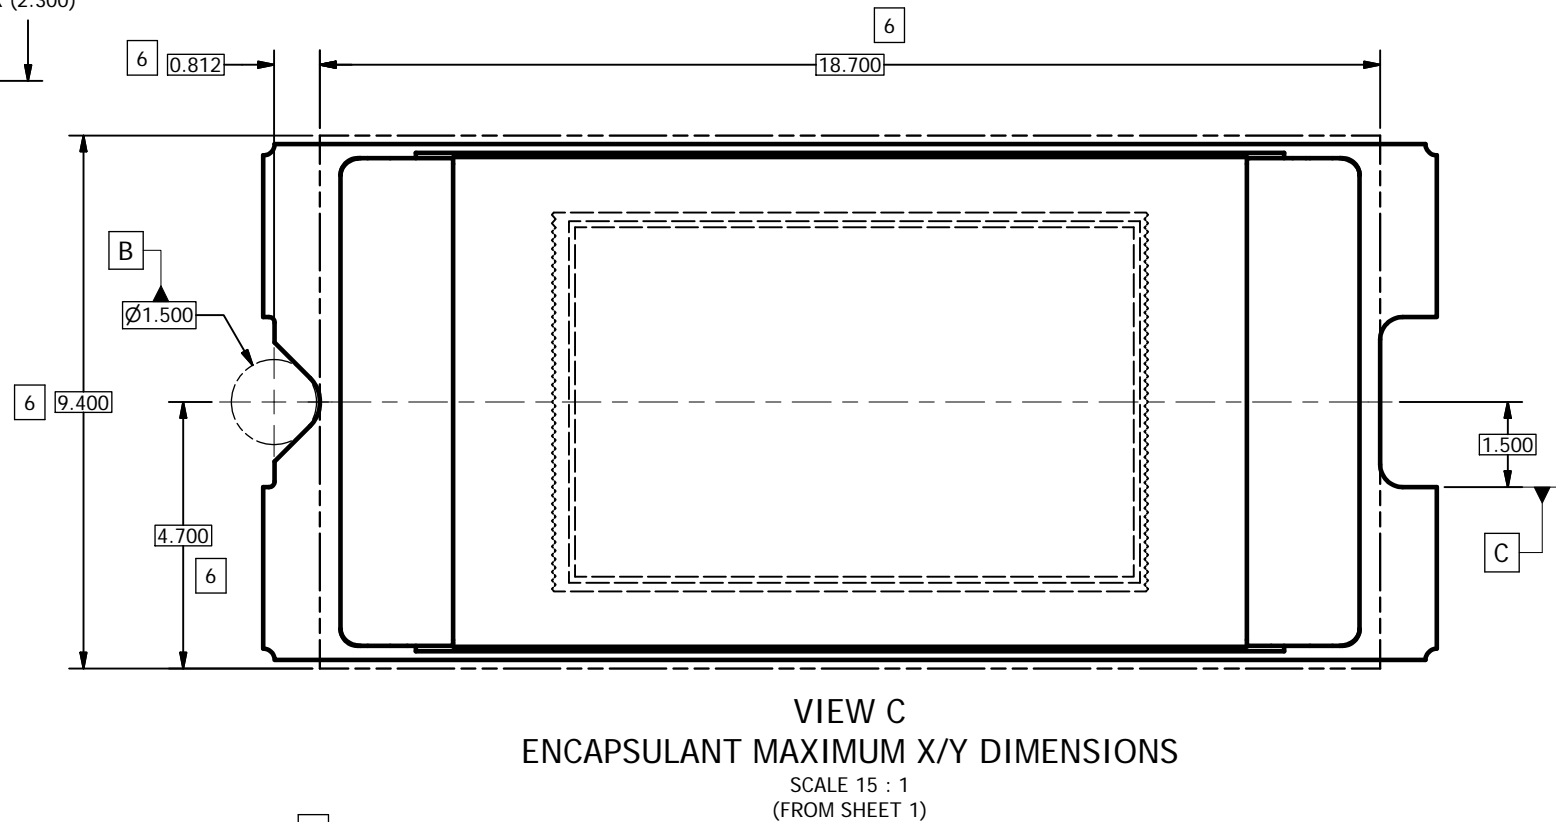 (2.300)
6
6 0.812
18.700
B
Ø1.500
6 9.400
1.500
4.700
6
C
VIEW C
ENCAPSULANT MAXIMUM X/Y DIMENSIONS
SCALE 15 : 1
(FROM SHEET 1)